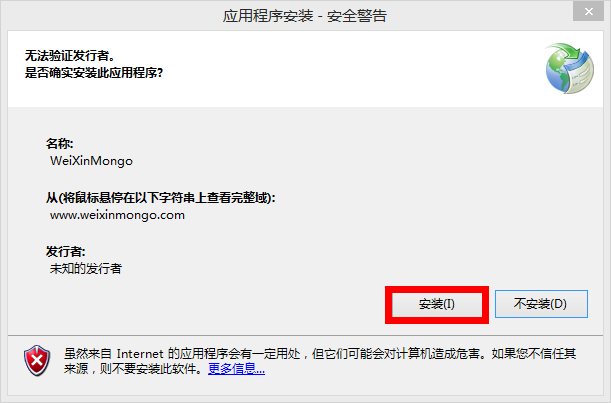 应用程序安装 - 安全警告
无法验证发行者。
是否确实安装此应用程序?
名称:
WeiXinMongo
从(将鼠标悬停在以下字符串上查看完整域):
www.weixinmongo.com
发行者:
未知的发行者
安装(I)
不安装(D)
虽然来自 Internet 的应用程序会有一定用处，但它们可能会对计算机造成危害。如果您不信任其
来源，则不要安装此软件。更多信息...